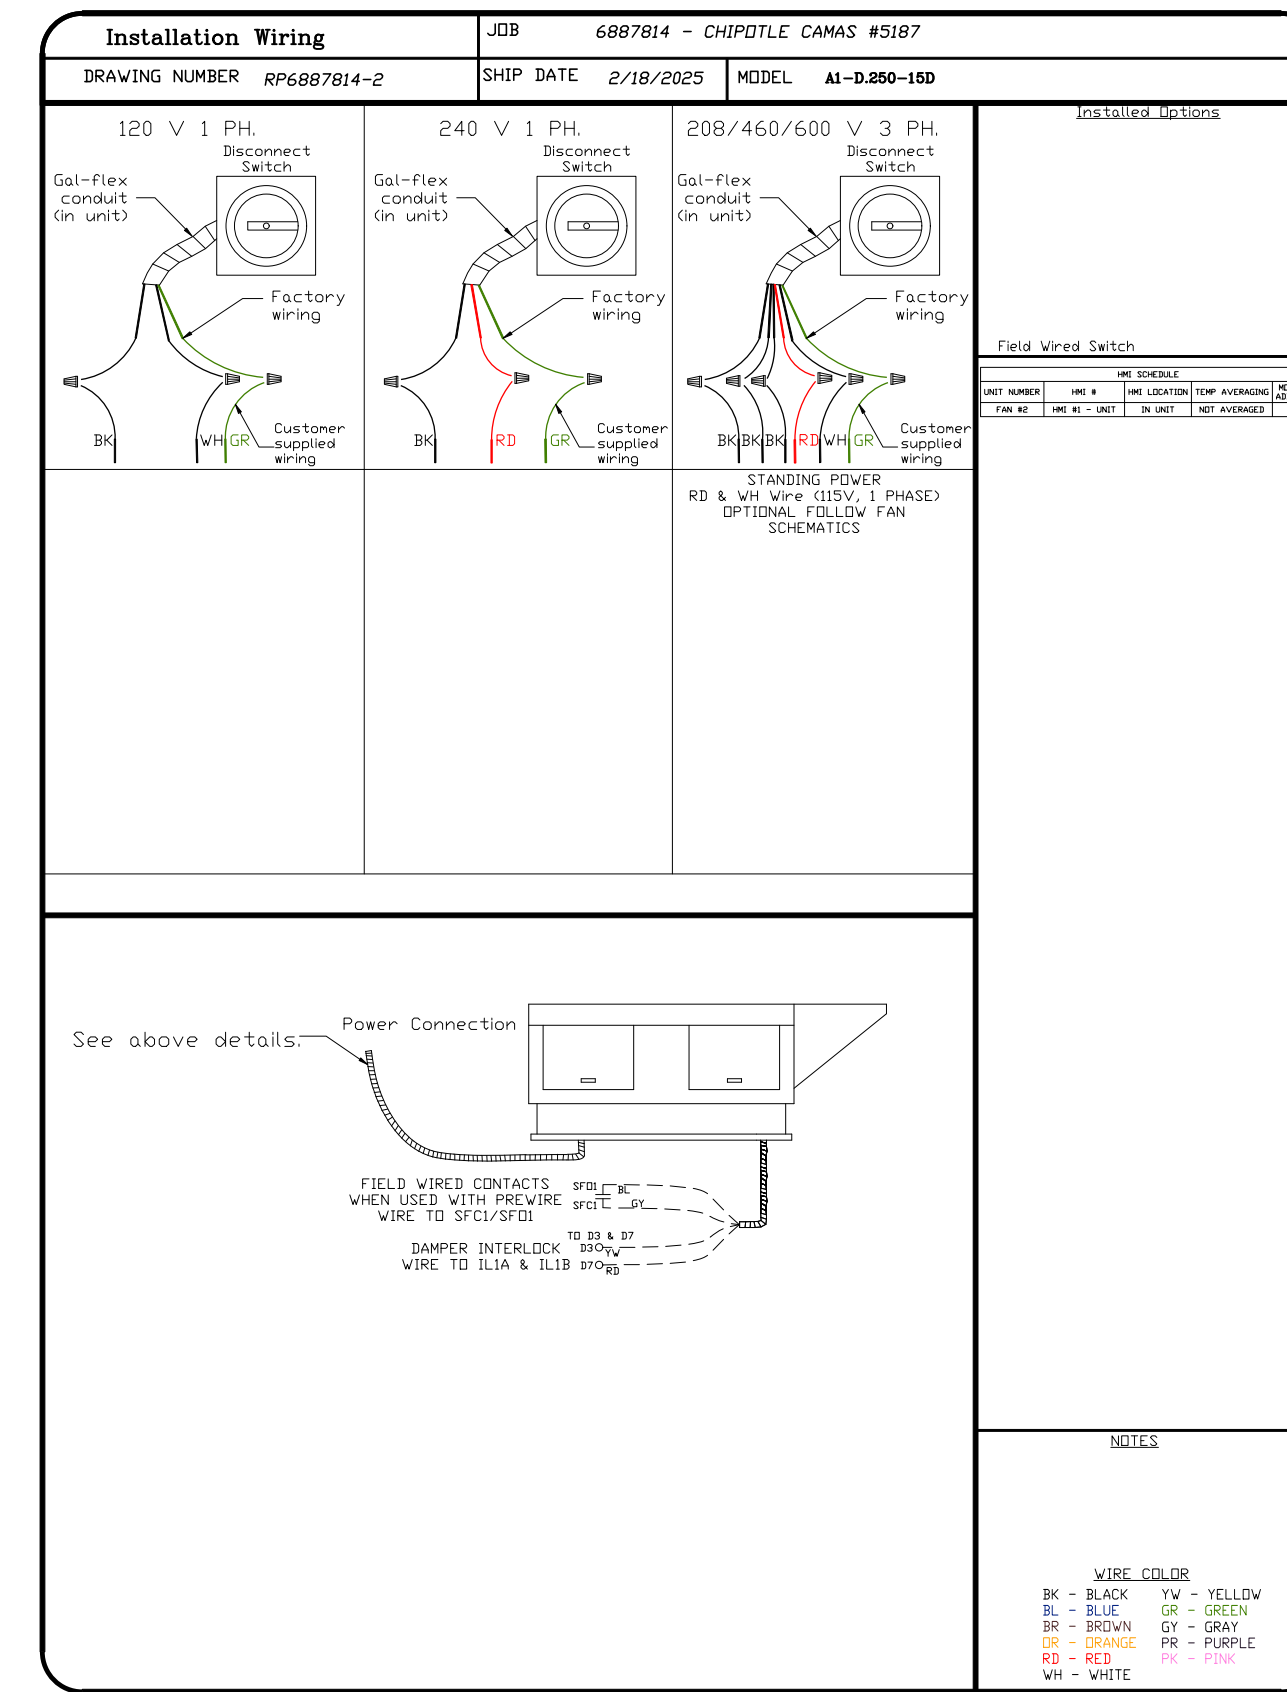 Installation Wiring
JOB 6887814 - CHIPOTLE CAMAS #5187
DRAWING NUMBER RP6887814-2
SHIP DATE 2/18/2025
MODEL A1-D.250-15D
120 V 1 PH.
Disconnect
Switch
Gal-flex
conduit
(in unit)
Factory
wiring
BK
WH
GR
Customer
supplied
wiring
240 V 1 PH.
Disconnect
Switch
Gal-flex
conduit
(in unit)
Factory
wiring
BK
RD
GR
Customer
supplied
wiring
208/460/600 V 3 PH.
Disconnect
Switch
Gal-flex
conduit
(in unit)
Factory
wiring
BK
BK
BK
RD
WH
GR
Customer
supplied
wiring
STANDING POWER
RD & WH Wire (115V, 1 PHASE)
OPTIONAL FOLLOW FAN
SCHEMATICS
Installed Options
Field Wired Switch
HMI SCHEDULE
UNIT NUMBER HMI # HMI LOCATION TEMP AVERAGING
FAN #2 HMI #1 - UNIT IN UNIT NOT AVERAGED
See above details.
Power Connection
FIELD WIRED CONTACTS
WHEN USED WITH PREWIRE
WIRE TO SFC1/SFO1
SFO1
BL
SFC1
GY
TO D3 & D7
DAMPER INTERLOCK
WIRE TO IL1A & IL1B
D3
YW
D7
RD
NOTES
WIRE COLOR
BK - BLACK YW - YELLOW
BL - BLUE GR - GREEN
BR - BROWN GY - GRAY
OR - ORANGE PR - PURPLE
RD - RED PK - PINK
WH - WHITE